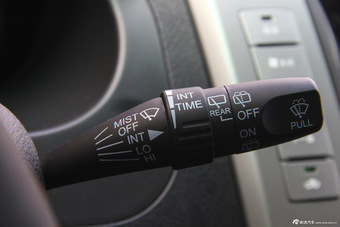 MIST
OFF
INT
LO
HI
INT
TIME
REAR
OFF
ON
PULL